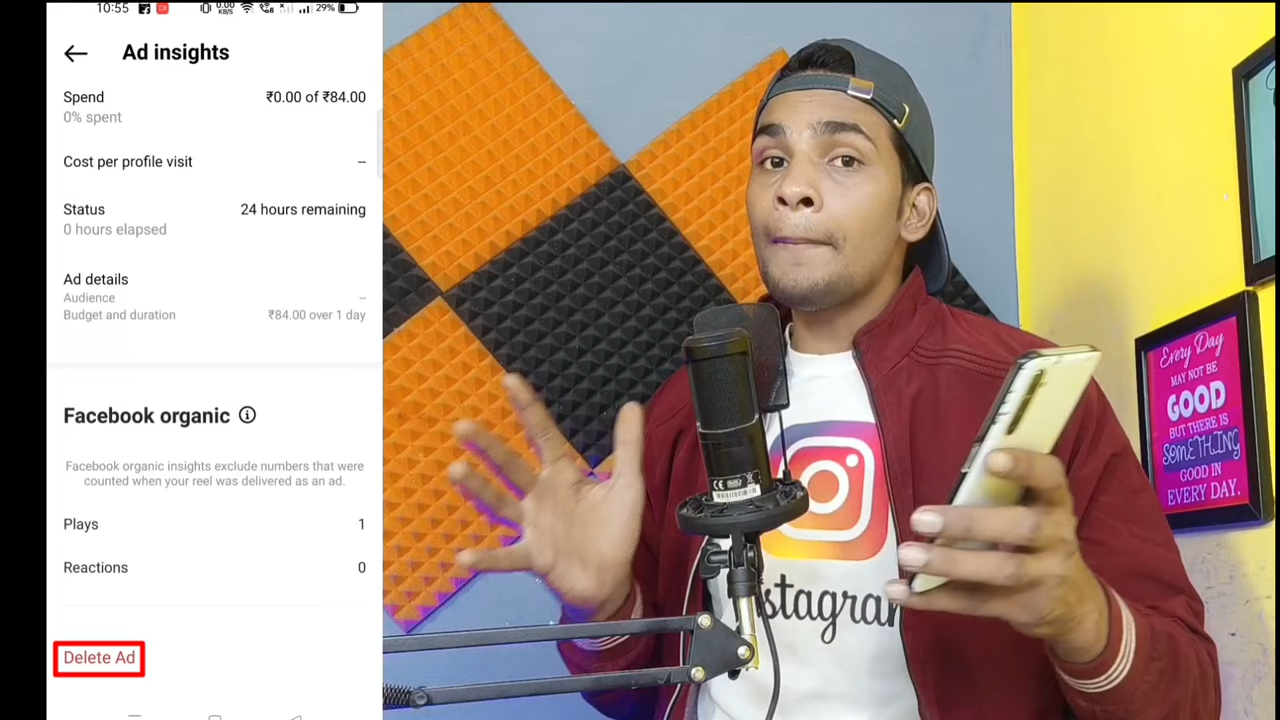 10:55
0.00
KB/S
29%
Ad insights
Spend
₹0.00 of ₹84.00
0% spent
Cost per profile visit
--
Status
24 hours remaining
0 hours elapsed
Ad details
Audience
--
Budget and duration
₹84.00 over 1 day
Facebook organic
Facebook organic insights exclude numbers that were
counted when your reel was delivered as an ad.
Plays
1
Reactions
0
Delete Ad
Every Day
MAY NOT BE
GOOD
BUT THERE IS
SOMETHING
GOOD IN
EVERY DAY.